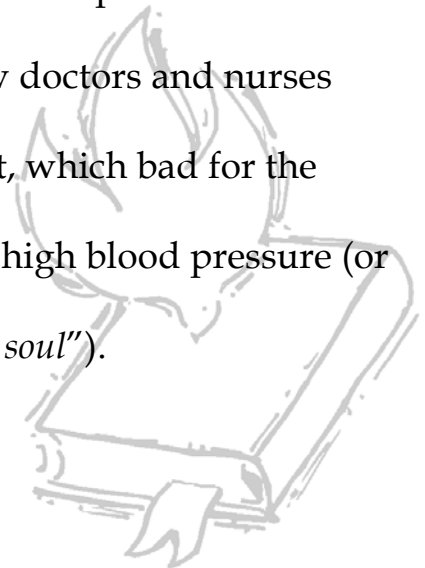 y doctors and nurses
t, which bad for the
high blood pressure (or
soul”).